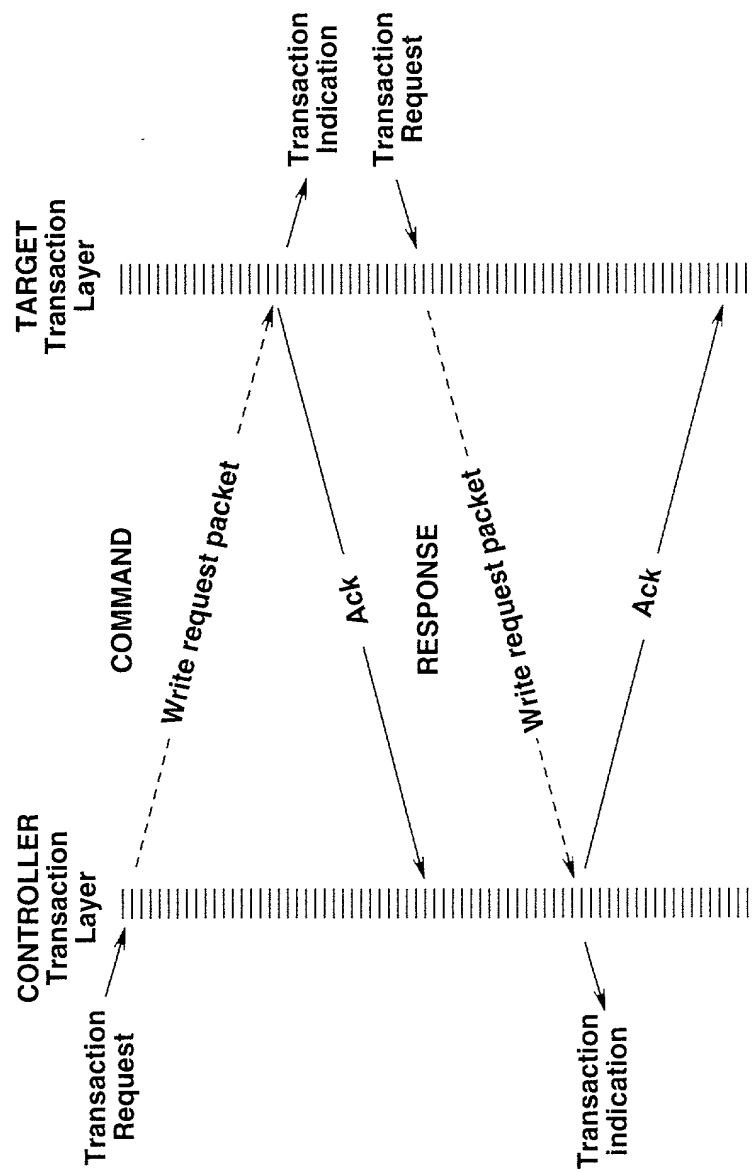 CONTROLLER
Transaction
Layer
TARGET
Transaction
Layer
Transaction
Request
COMMAND
Write request packet
Transaction
Indication
Ack
Transaction
Request
RESPONSE
Write request packet
Transaction
indication
Ack